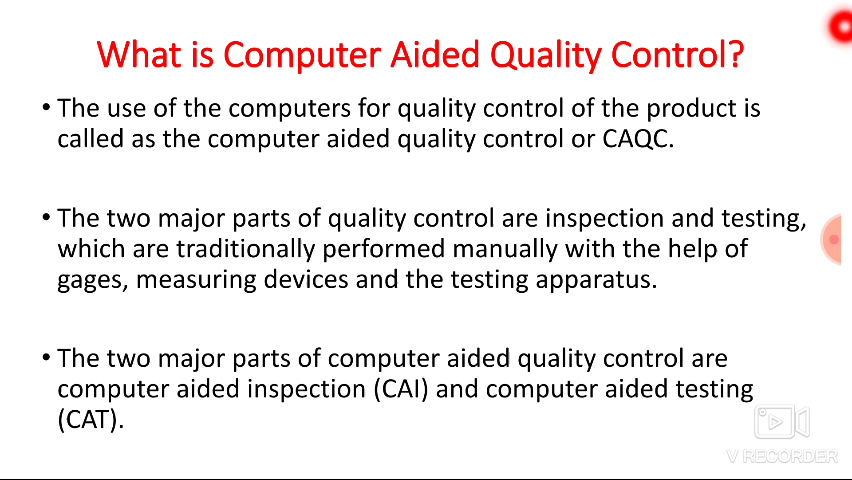 What is Computer Aided Quality Control?
• The use of the computers for quality control of the product is
called as the computer aided quality control or CAQC.
• The two major parts of quality control are inspection and testing,
which are traditionally performed manually with the help of
gages, measuring devices and the testing apparatus.
• The two major parts of computer aided quality control are
computer aided inspection (CAI) and computer aided testing
(CAT).
V RECORDER